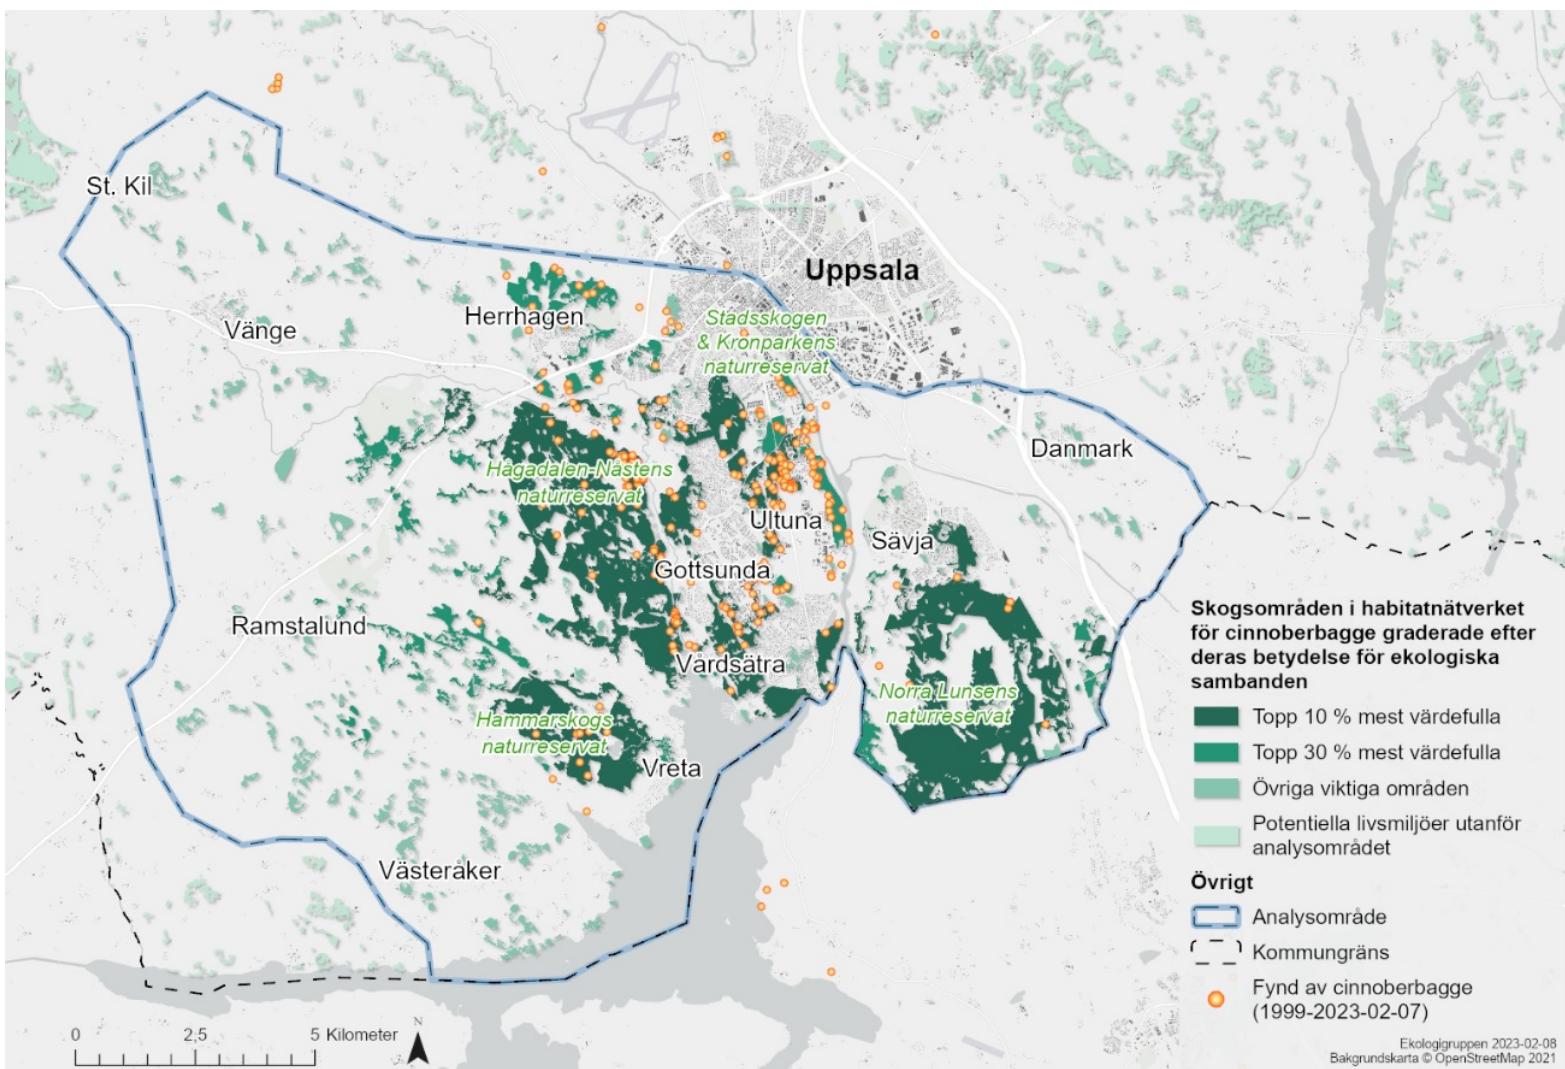 St. Kil
Uppsala
Vänge
Herrhagen
Stadsskogen
& Kronparkens
naturreservat
Danmark
Hågadalen-Nåstens
naturreservat
Ultuna
Sävja
Gottsunda
Ramstalund
Vårdsätra
Norra Lunsens
naturreservat
Hammarskogs
naturreservat
Vreta
Västeråker
Skogsområden i habitatnätverket
för cinnoberbagge graderade efter
deras betydelse för ekologiska
sambanden
Topp 10 % mest värdefulla
Topp 30 % mest värdefulla
Övriga viktiga områden
Potentiella livsmiljöer utanför
analysområdet
Övrigt
Analysområde
Kommungräns
Fynd av cinnoberbagge
(1999-2023-02-07)
0 2,5 5 Kilometer
N
Ekologigruppen 2023-02-08
Bakgrundskarta © OpenStreetMap 2021